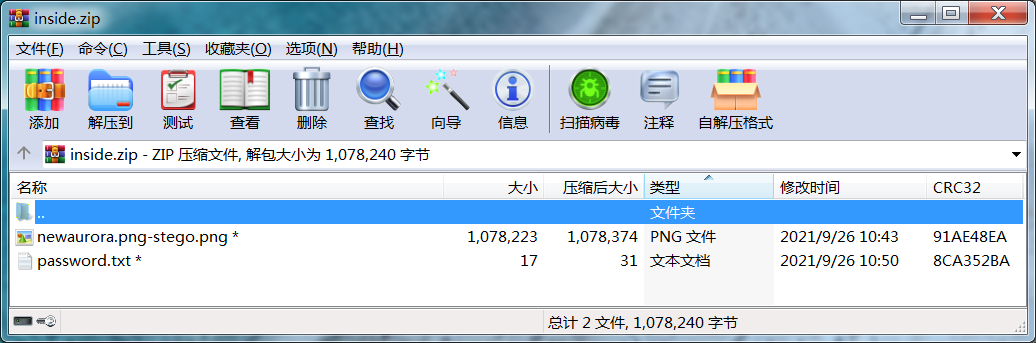 inside.zip
文件(F) 命令(C) 工具(S) 收藏夹(O) 选项(N) 帮助(H)
添加 解压到 测试 查看 删除 查找 向导 信息 扫描病毒 注释 自解压格式
inside.zip - ZIP 压缩文件, 解包大小为 1,078,240 字节
名称 大小 压缩后大小 类型 修改时间 CRC32
.. 文件夹
newaurora.png-stego.png * 1,078,223 1,078,374 PNG 文件 2021/9/26 10:43 91AE48EA
password.txt * 17 31 文本文档 2021/9/26 10:50 8CA352BA
总计 2 文件, 1,078,240 字节